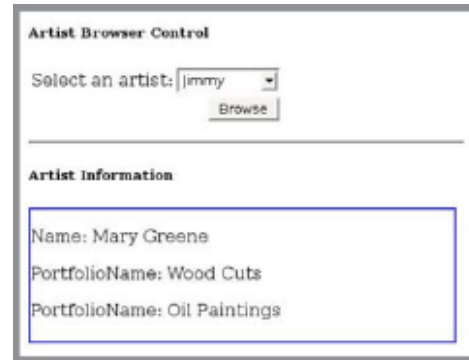 Artist Browser Control
Select an artist: Jimmy
Browse
Artist Information
Name: Mary Greene
PortfolioName: Wood Cuts
PortfolioName: Oil Paintings